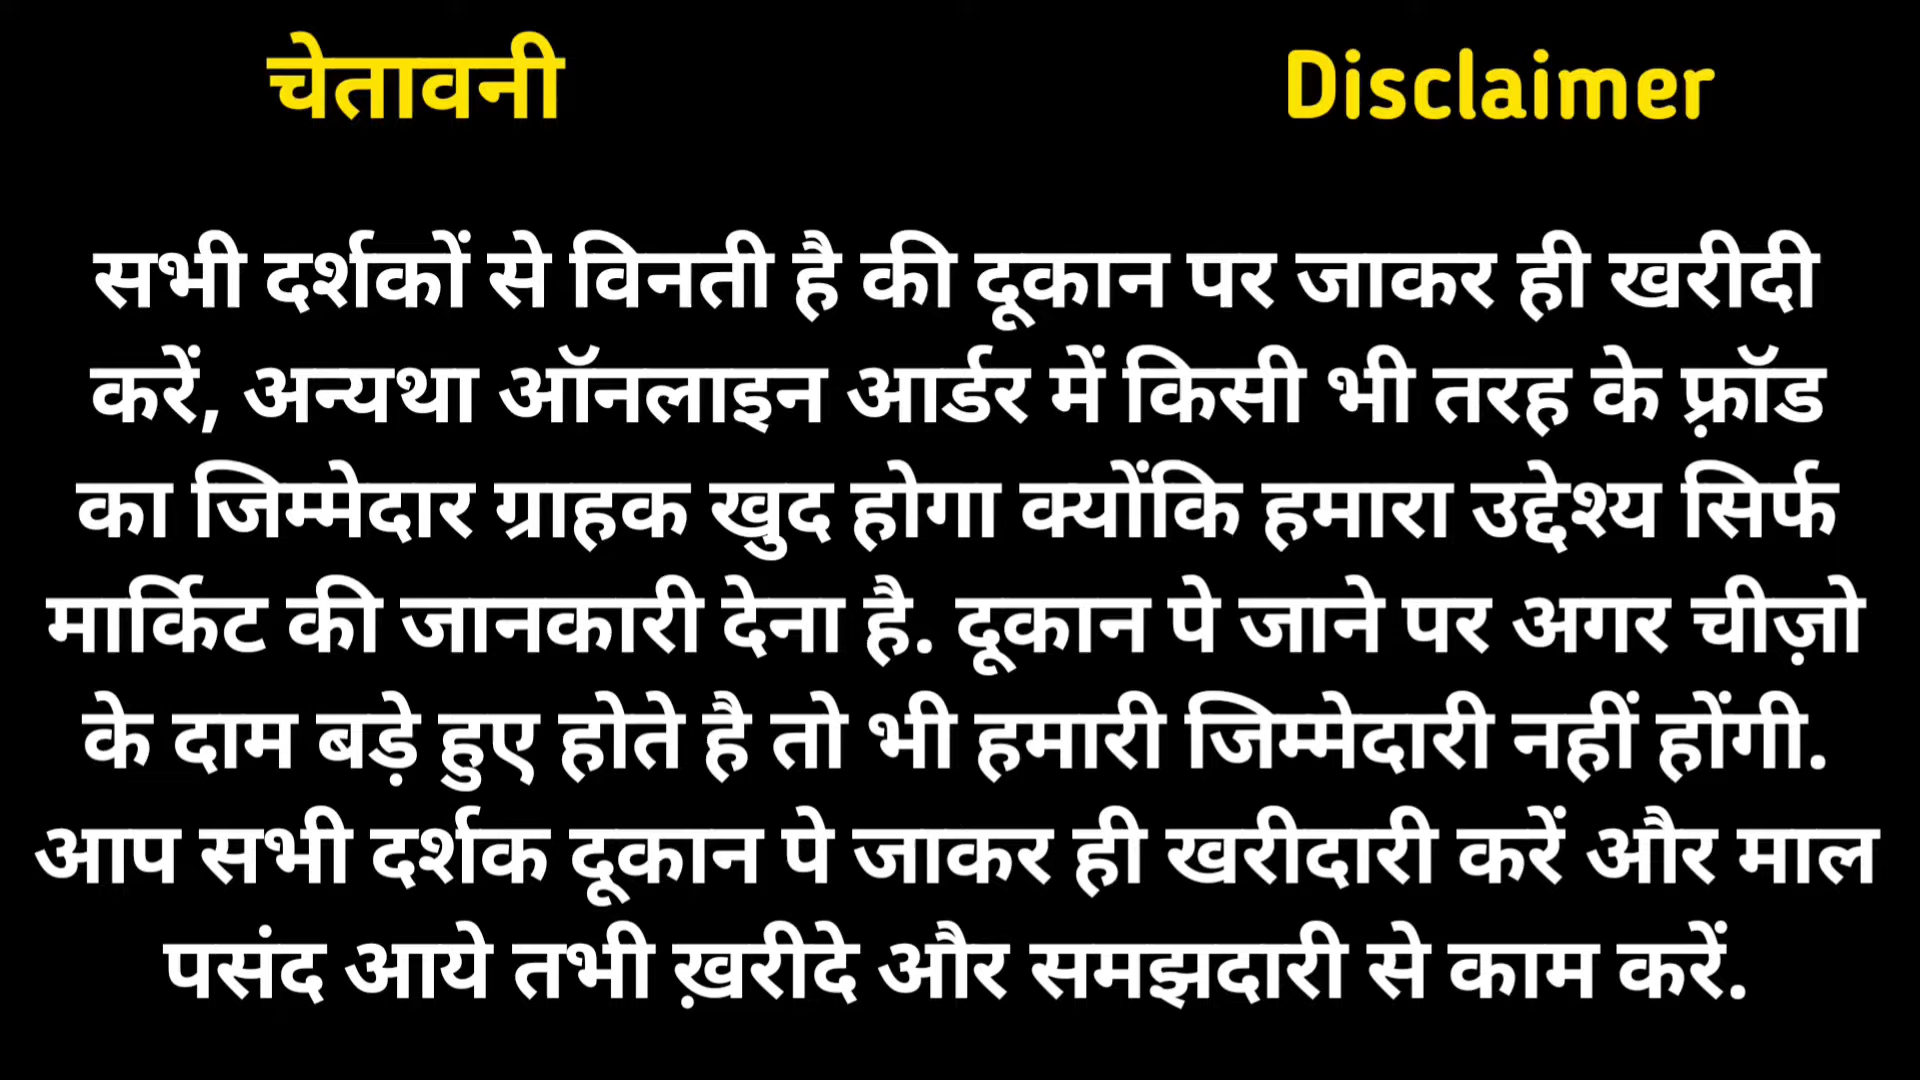 चेतावनी Disclaimer
सभी दर्शकों से विनती है की दूकान पर जाकर ही खरीदी
करें, अन्यथा ऑनलाइन आर्डर में किसी भी तरह के फ़्रॉड
का जिम्मेदार ग्राहक खुद होगा क्योंकि हमारा उद्देश्य सिर्फ
मार्किट की जानकारी देना है. दूकान पे जाने पर अगर चीज़ो
के दाम बड़े हुए होते है तो भी हमारी जिम्मेदारी नहीं होंगी.
आप सभी दर्शक दूकान पे जाकर ही खरीदारी करें और माल
पसंद आये तभी ख़रीदे और समझदारी से काम करें.